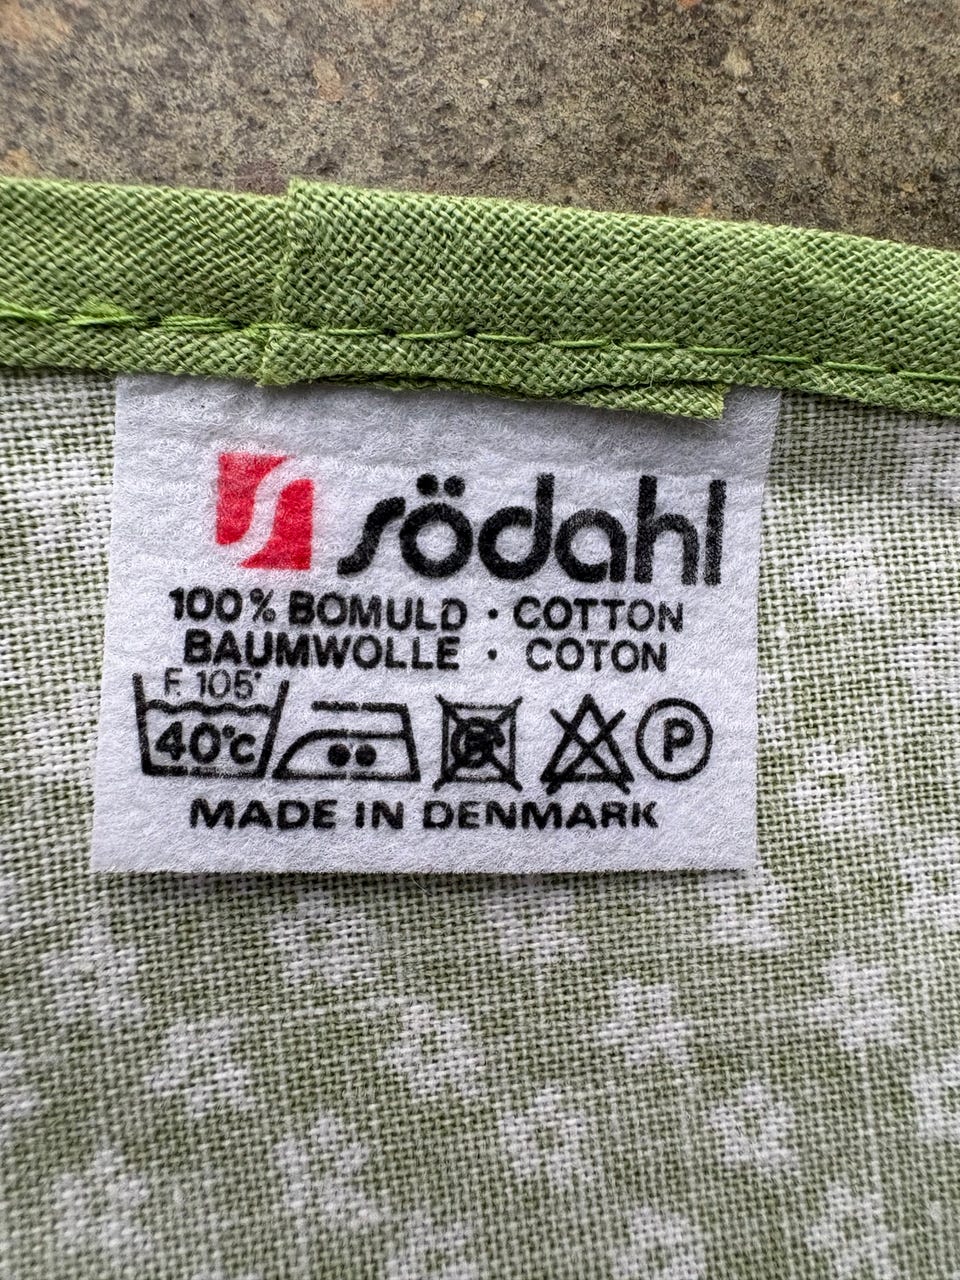 södahl
100% BOMULD · COTTON
BAUMWOLLE · COTON
F. 105°
40°C
P
MADE IN DENMARK